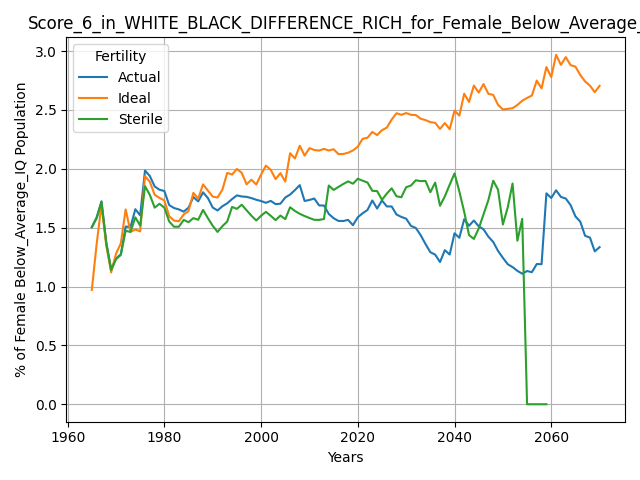 Score_6_in_WHITE_BLACK_DIFFERENCE_RICH_for_Female_Below_Average_
Fertility
Actual
Ideal
Sterile
% of Female Below_Average_IQ Population
3.0
2.5
2.0
1.5
1.0
0.5
0.0
1960 1980 2000 2020 2040 2060
Years